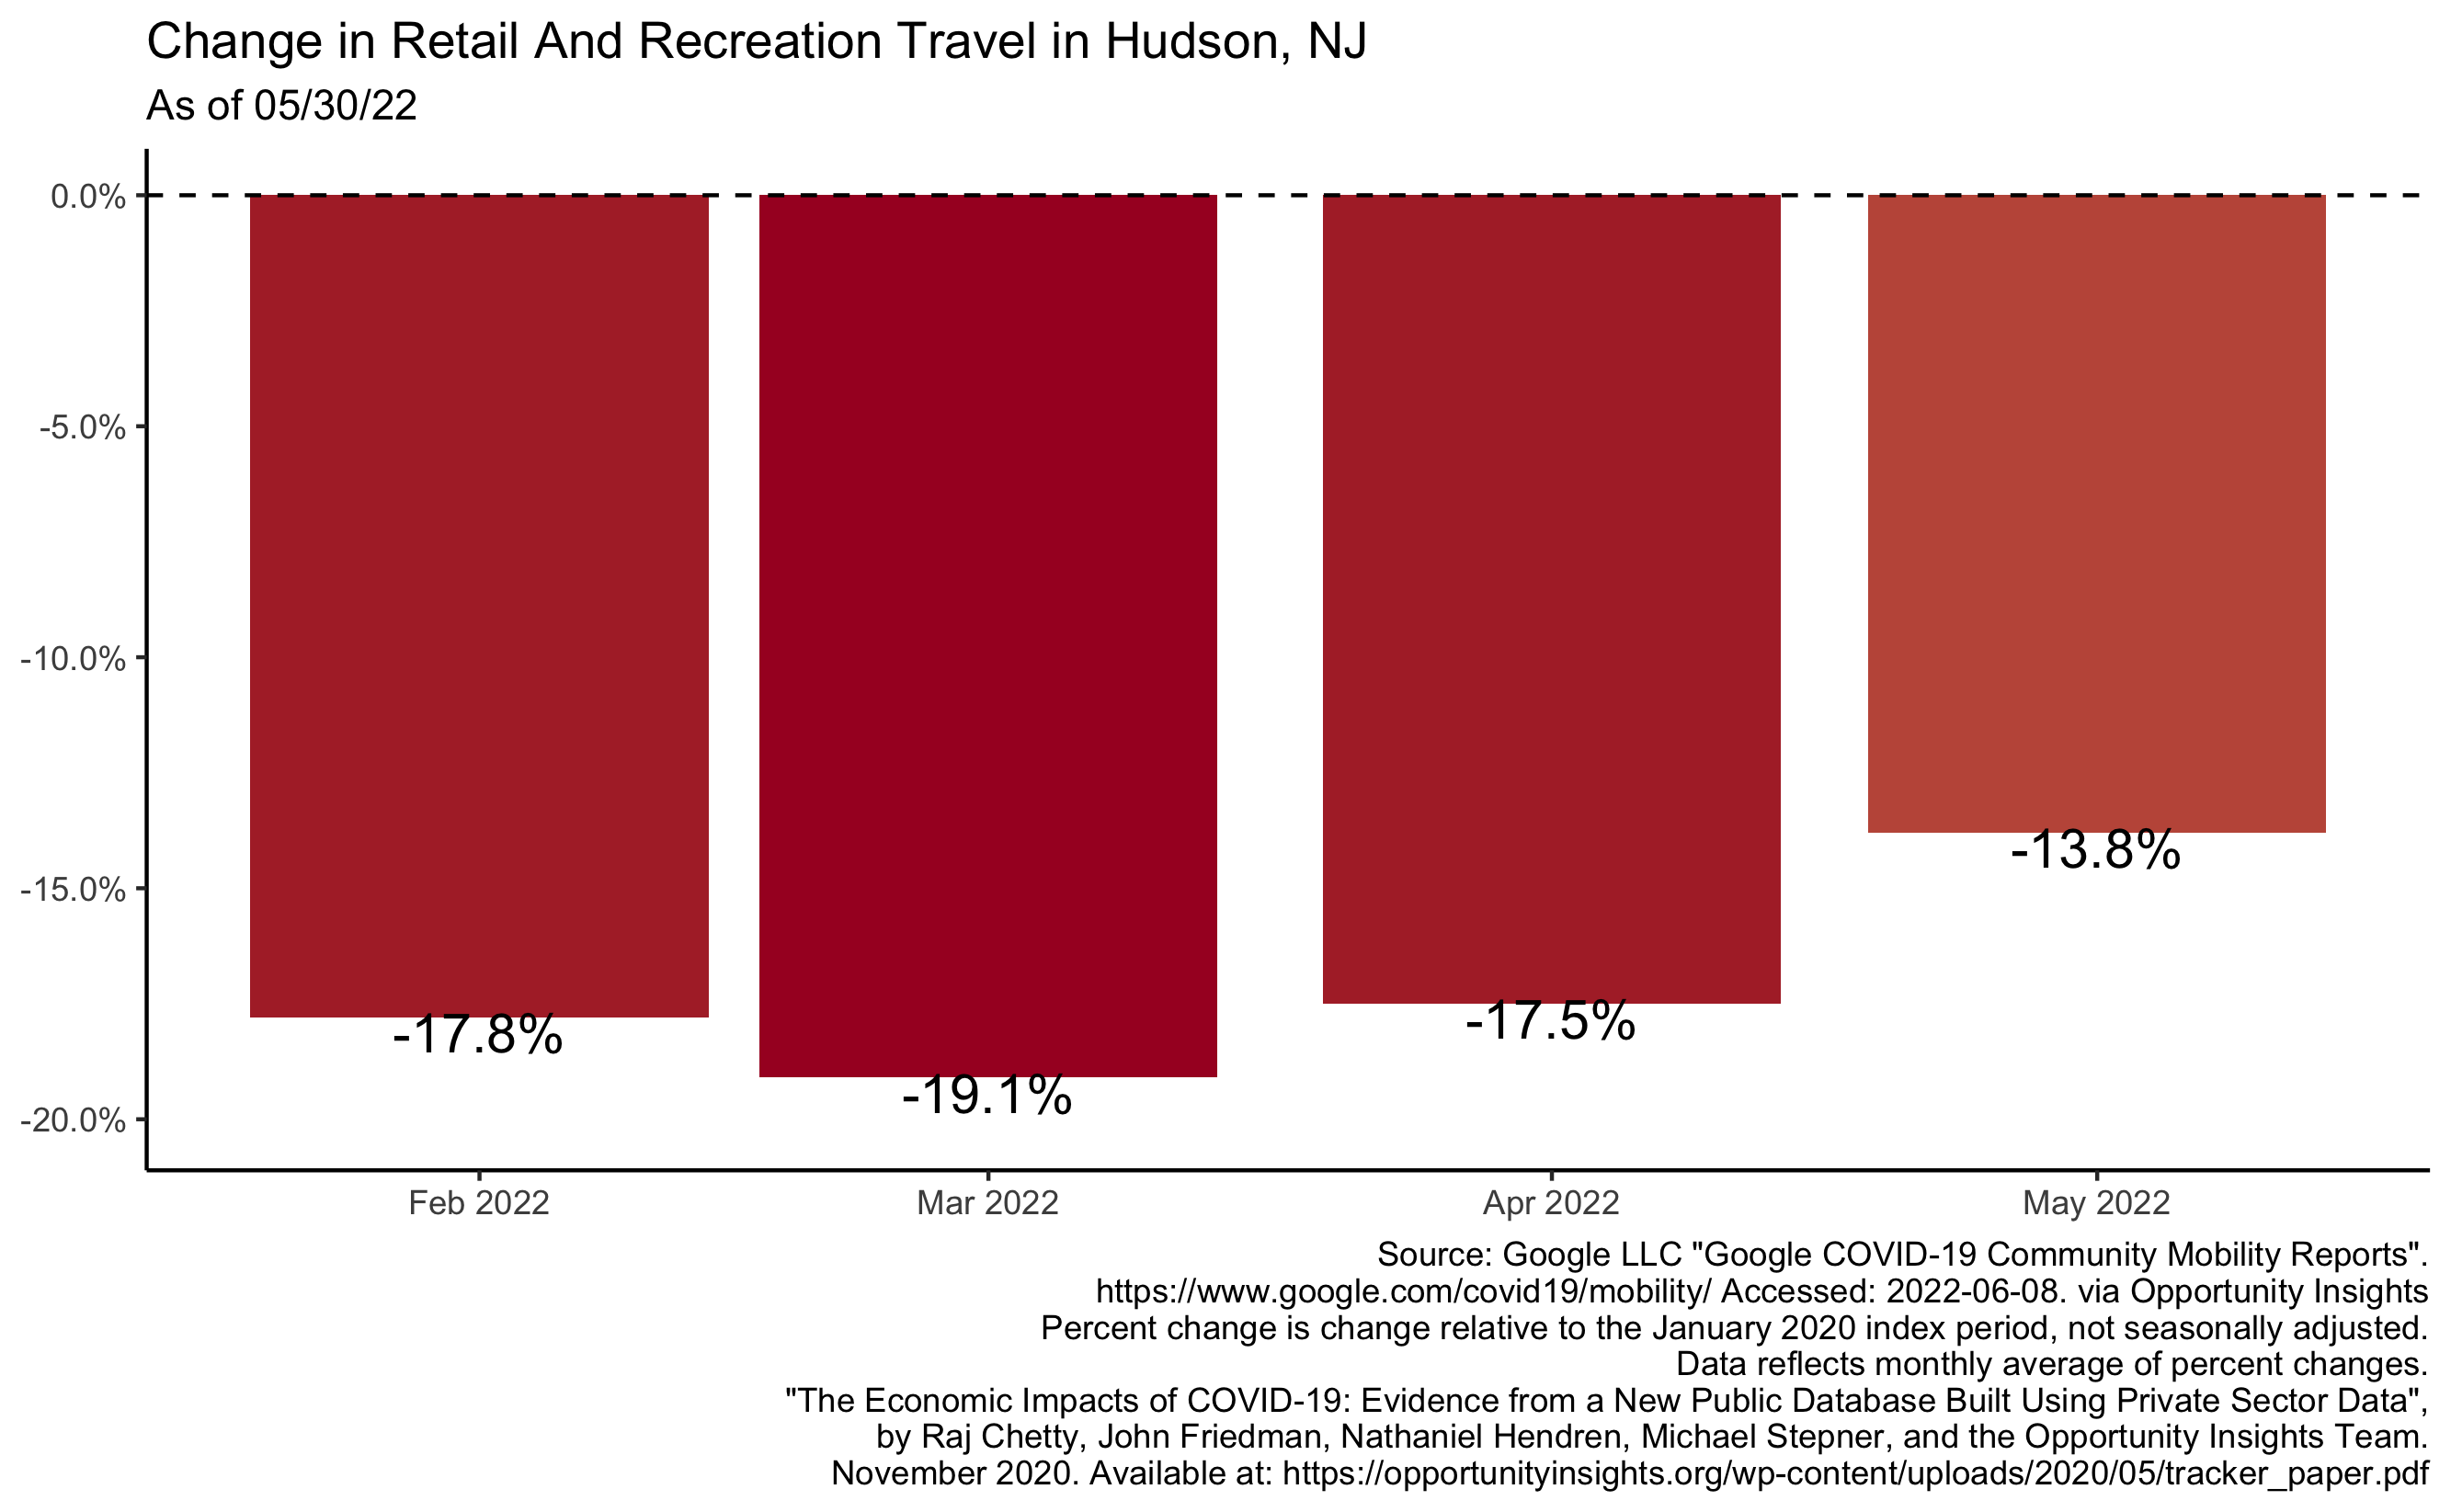 Change in Retail And Recreation Travel in Hudson, NJ
As of 05/30/22
0.0%
-5.0%
-10.0%
-15.0%
-20.0%
-17.8%
-19.1%
-17.5%
-13.8%
Feb 2022
Mar 2022
Apr 2022
May 2022
Source: Google LLC "Google COVID-19 Community Mobility Reports".
https://www.google.com/covid19/mobility/ Accessed: 2022-06-08. via Opportunity Insights
Percent change is change relative to the January 2020 index period, not seasonally adjusted.
Data reflects monthly average of percent changes.
"The Economic Impacts of COVID-19: Evidence from a New Public Database Built Using Private Sector Data",
by Raj Chetty, John Friedman, Nathaniel Hendren, Michael Stepner, and the Opportunity Insights Team.
November 2020. Available at: https://opportunityinsights.org/wp-content/uploads/2020/05/tracker_paper.pdf